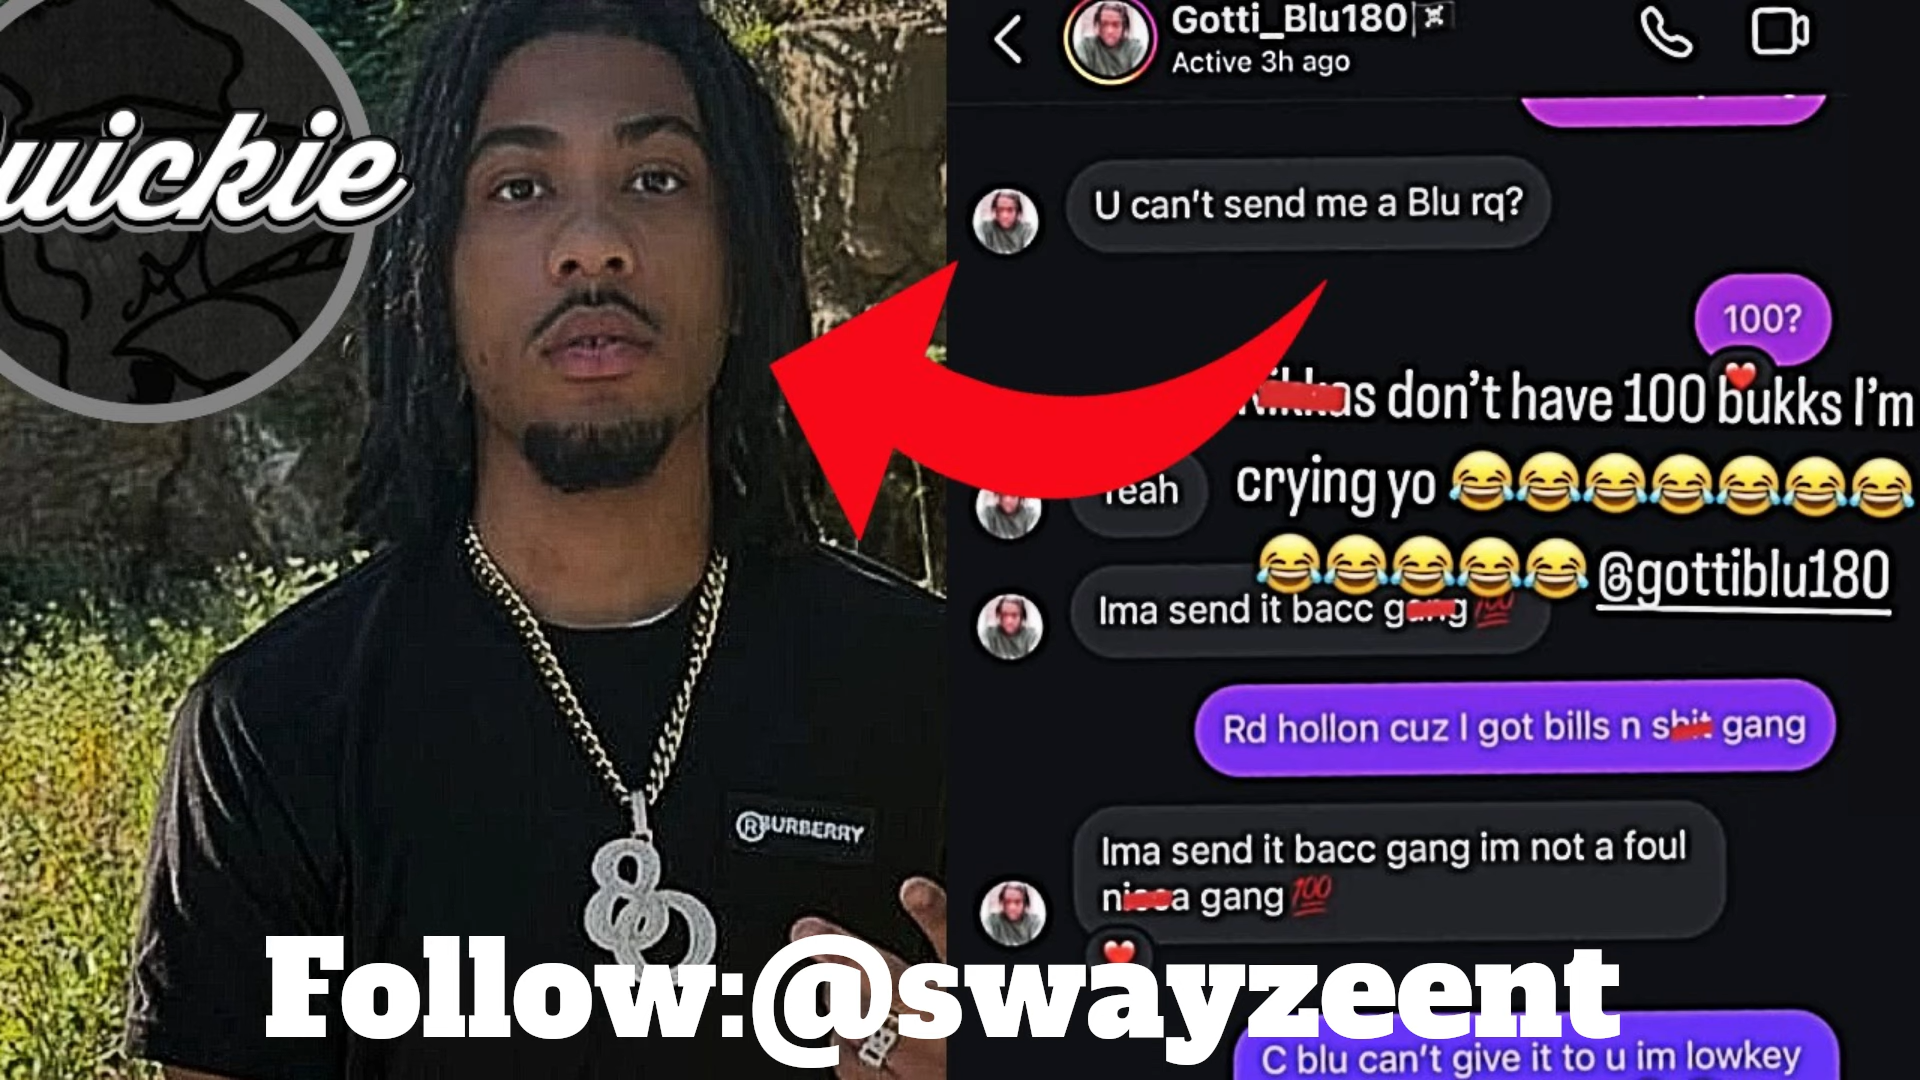 uickie
®BURBERRY
Gotti_Blu180
Active 3h ago
U can't send me a Blu rq?
100?
don't have 100 bukks I'm
crying yo 😂😂😂😂😂😂😂
😂😂😂😂😂 @gottiblu180
Yeah
Ima send it bacc gang 💯
Rd hollon cuz I got bills n shit gang
Ima send it bacc gang im not a foul
gang 💯
Follow:@swayzeent
C blu can't give it to u im lowkey